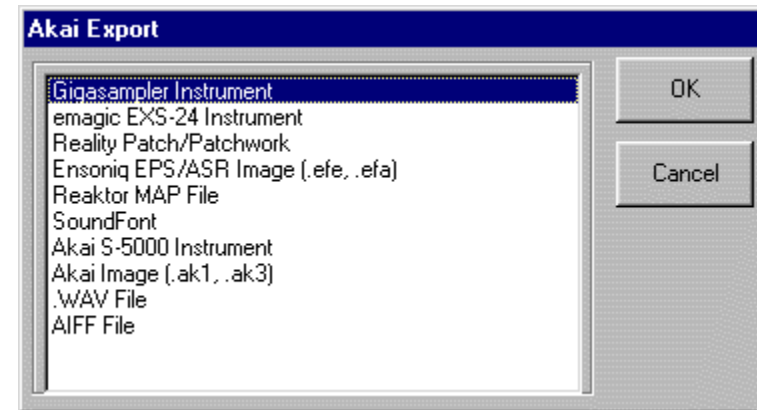 Akai Export
Gigasampler Instrument
emagic EXS-24 Instrument
Reality Patch/Patchwork
Ensoniq EPS/ASR Image (.efe, .efa)
Reaktor MAP File
SoundFont
Akai S-5000 Instrument
Akai Image (.ak1, .ak3)
.WAV File
AIFF File
OK
Cancel